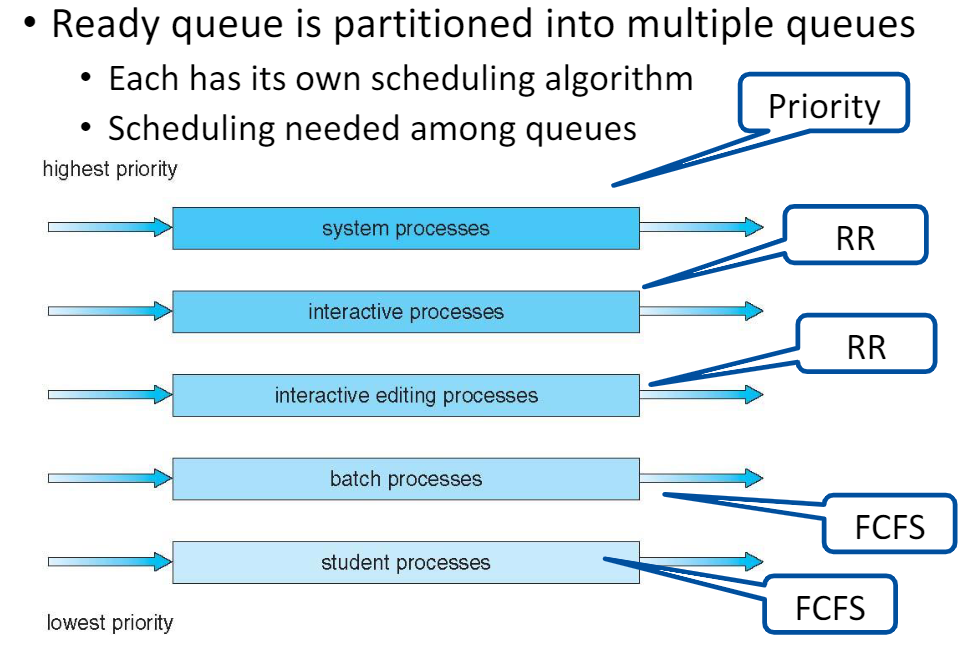 • Ready queue is partitioned into multiple queues
• Each has its own scheduling algorithm
• Scheduling needed among queues
Priority
highest priority
system processes
RR
interactive processes
RR
interactive editing processes
batch processes
FCFS
student processes
FCFS
lowest priority